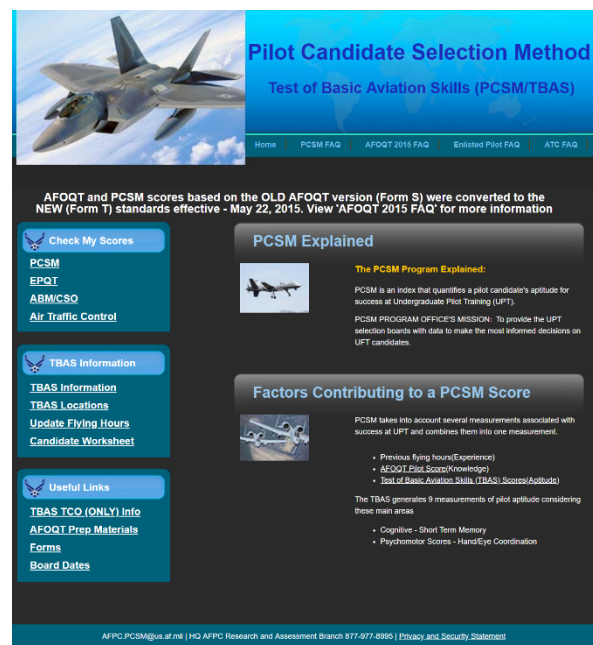 Pilot Candidate Selection Method
Test of Basic Aviation Skills (PCSM/TBAS)
Home
PCSM FAQ
AFOQT 2015 FAQ
Enlisted Pilot FAQ
ATC FAQ
AFOQT and PCSM scores based on the OLD AFOQT version (Form S) were converted to the
NEW (Form T) standards effective - May 22, 2015. View 'AFOQT 2015 FAQ' for more information
Check My Scores
PCSM
EPQT
ABM/CSO
Air Traffic Control
TBAS Information
TBAS Information
TBAS Locations
Update Flying Hours
Candidate Worksheet
Useful Links
TBAS TCO (ONLY) Info
AFOQT Prep Materials
Forms
Board Dates
PCSM Explained
The PCSM Program Explained:
PCSM is an index that quantifies a pilot candidate's aptitude for
success at Undergraduate Pilot Training (UPT).
PCSM PROGRAM OFFICE'S MISSION: To provide the UPT
selection boards with data to make the most informed decisions on
UFT candidates.
Factors Contributing to a PCSM Score
PCSM takes into account several measurements associated with
success at UPT and combines them into one measurement.
• Previous flying hours(Experience)
• AFOQT Pilot Score(Knowledge)
• Test of Basic Aviation Skills (TBAS) Scores(Aptitude)
The TBAS generates 9 measurements of pilot aptitude considering
these main areas
• Cognitive - Short Term Memory
• Psychomotor Scores - Hand/Eye Coordination
AFPC.PCSM@us.af.mil | HQ AFPC Research and Assessment Branch 877-977-8995 | Privacy and Security Statement